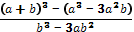 (a + b)³ − (a³ − 3a²b)
b³ − 3ab²